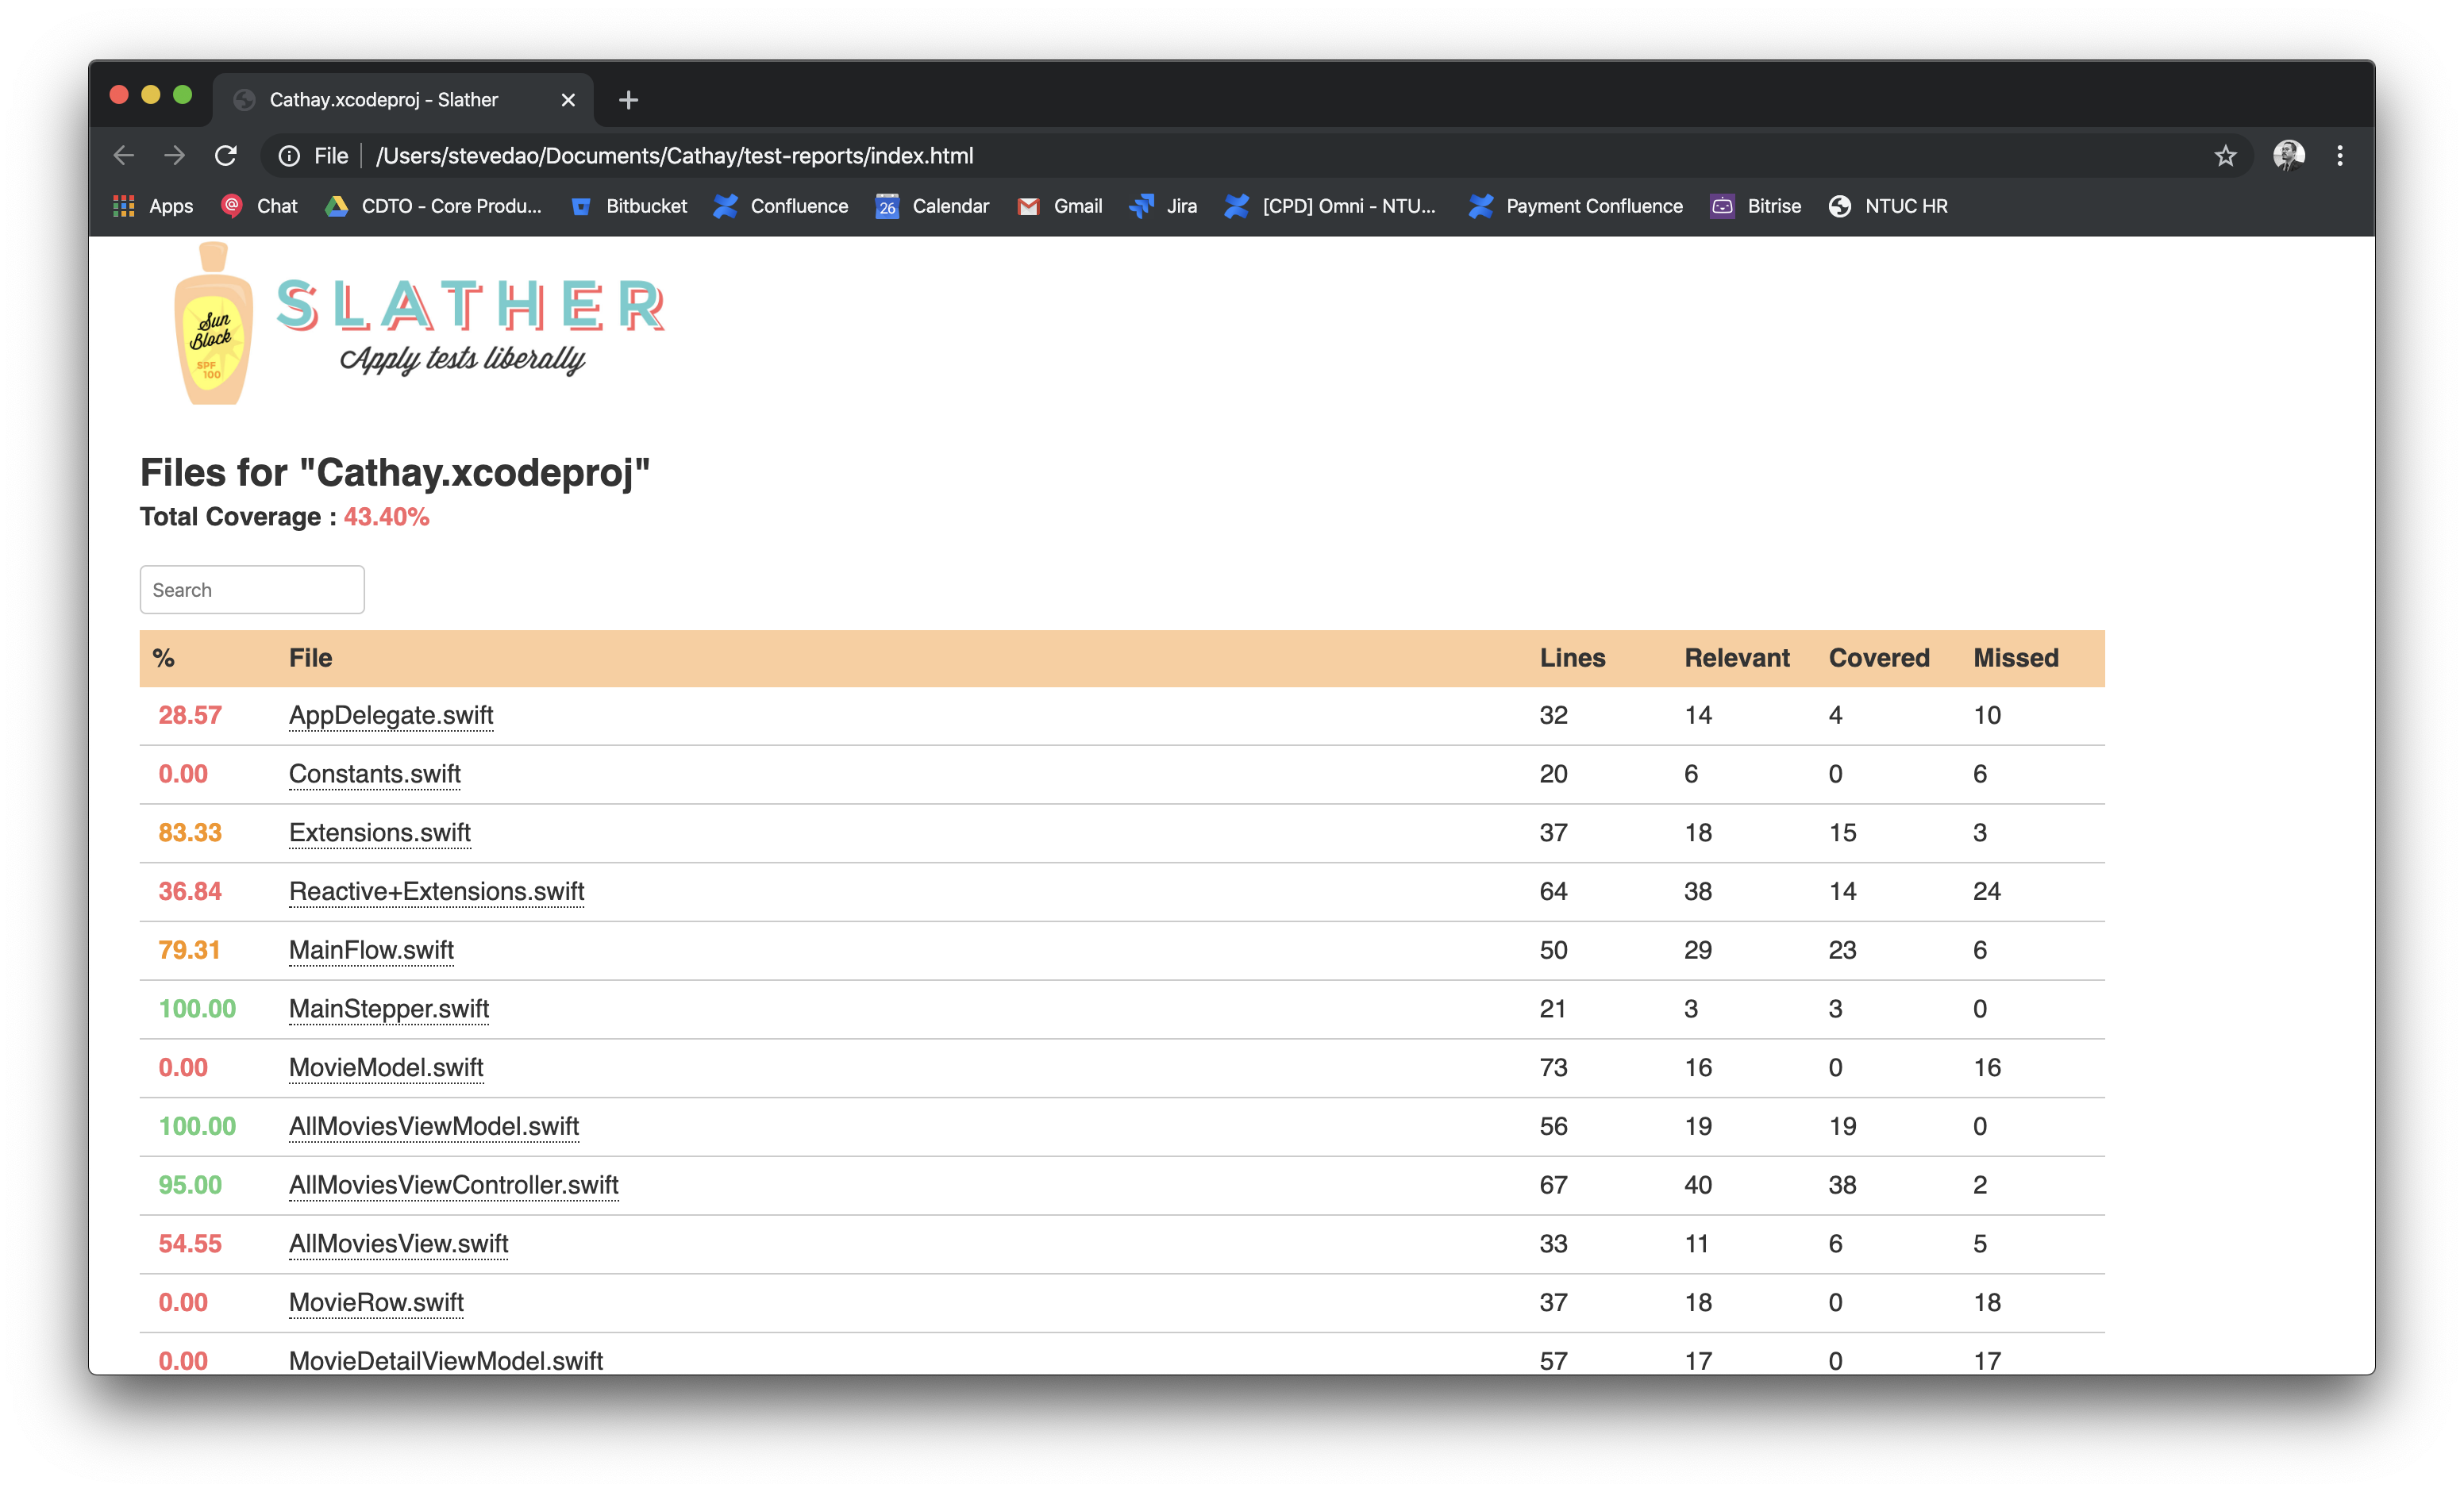 Cathay.xcodeproj - Slather
File /Users/stevedao/Documents/Cathay/test-reports/index.html
Apps Chat CDTO - Core Produ... Bitbucket Confluence 26 Calendar Gmail Jira [CPD] Omni - NTU... Payment Confluence Bitrise NTUC HR
Sun
Block
SPF
100
SLATHER
Apply tests liberally
Files for "Cathay.xcodeproj"
Total Coverage : 43.40%
Search
% File Lines Relevant Covered Missed
28.57 AppDelegate.swift 32 14 4 10
0.00 Constants.swift 20 6 0 6
83.33 Extensions.swift 37 18 15 3
36.84 Reactive+Extensions.swift 64 38 14 24
79.31 MainFlow.swift 50 29 23 6
100.00 MainStepper.swift 21 3 3 0
0.00 MovieModel.swift 73 16 0 16
100.00 AllMoviesViewModel.swift 56 19 19 0
95.00 AllMoviesViewController.swift 67 40 38 2
54.55 AllMoviesView.swift 33 11 6 5
0.00 MovieRow.swift 37 18 0 18
0.00 MovieDetailViewModel.swift 57 17 0 17